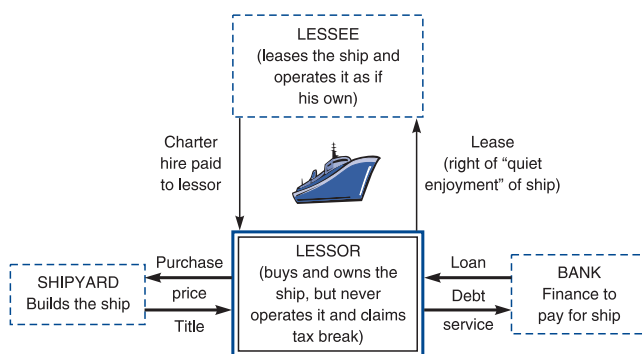 LESSEE
(leases the ship and
operates it as if
his own)
Charter
hire paid
to lessor
Lease
(right of “quiet
enjoyment” of ship)
SHIPYARD
Builds the ship
Purchase
price
Title
LESSOR
(buys and owns the
ship, but never
operates it and claims
tax break)
Loan
Debt
service
BANK
Finance to
pay for ship